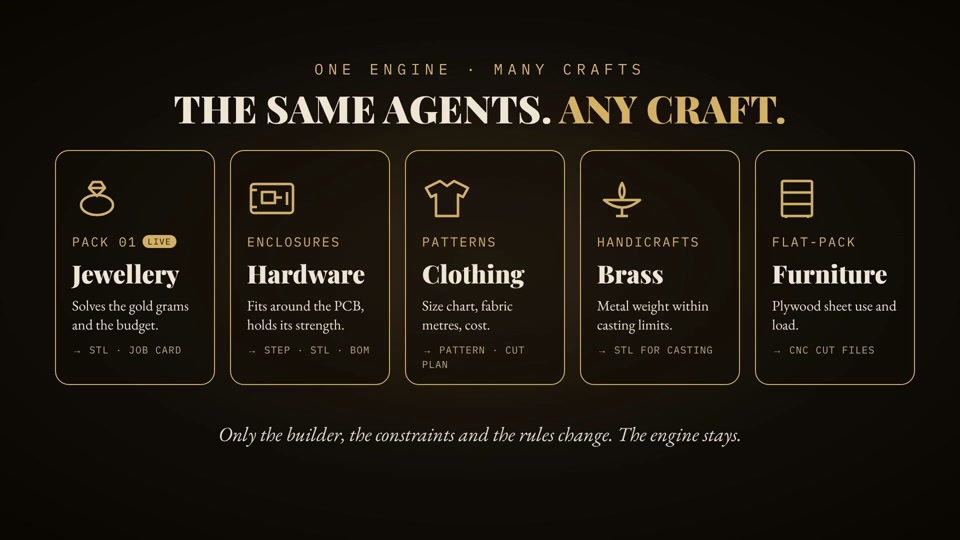 ONE ENGINE · MANY CRAFTS
THE SAME AGENTS. ANY CRAFT.
PACK 01 LIVE
Jewellery
Solves the gold grams
and the budget.
→ STL · JOB CARD
ENCLOSURES
Hardware
Fits around the PCB,
holds its strength.
→ STEP · STL · BOM
PATTERNS
Clothing
Size chart, fabric
metres, cost.
→ PATTERN · CUT
PLAN
HANDICRAFTS
Brass
Metal weight within
casting limits.
→ STL FOR CASTING
FLAT-PACK
Furniture
Plywood sheet use and
load.
→ CNC CUT FILES
Only the builder, the constraints and the rules change. The engine stays.